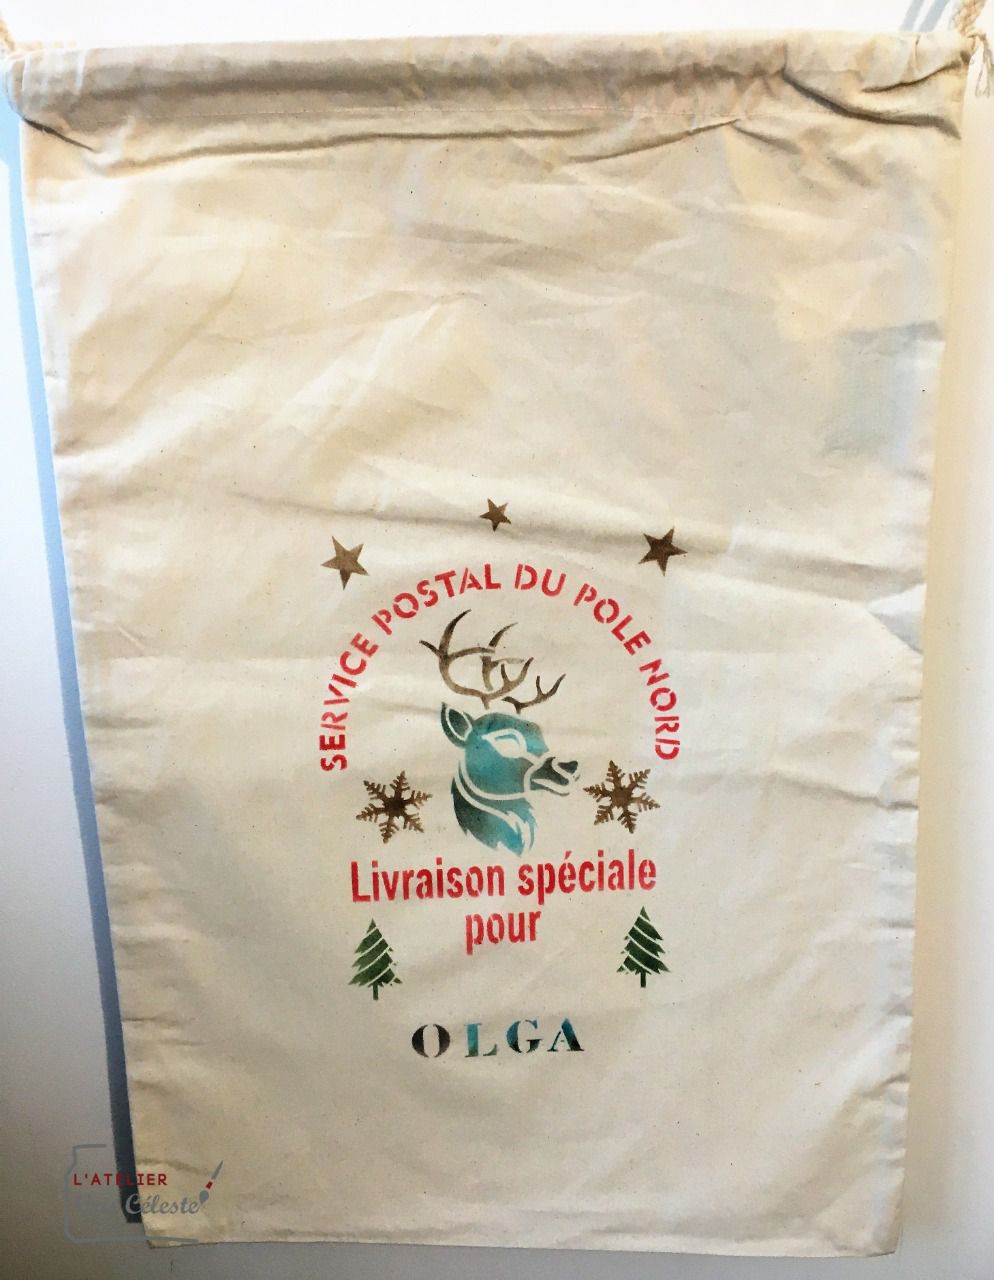 SERVICE POSTAL DU POLE NORD
Livraison spéciale
pour
OLGA
L'ATELIER
Céleste